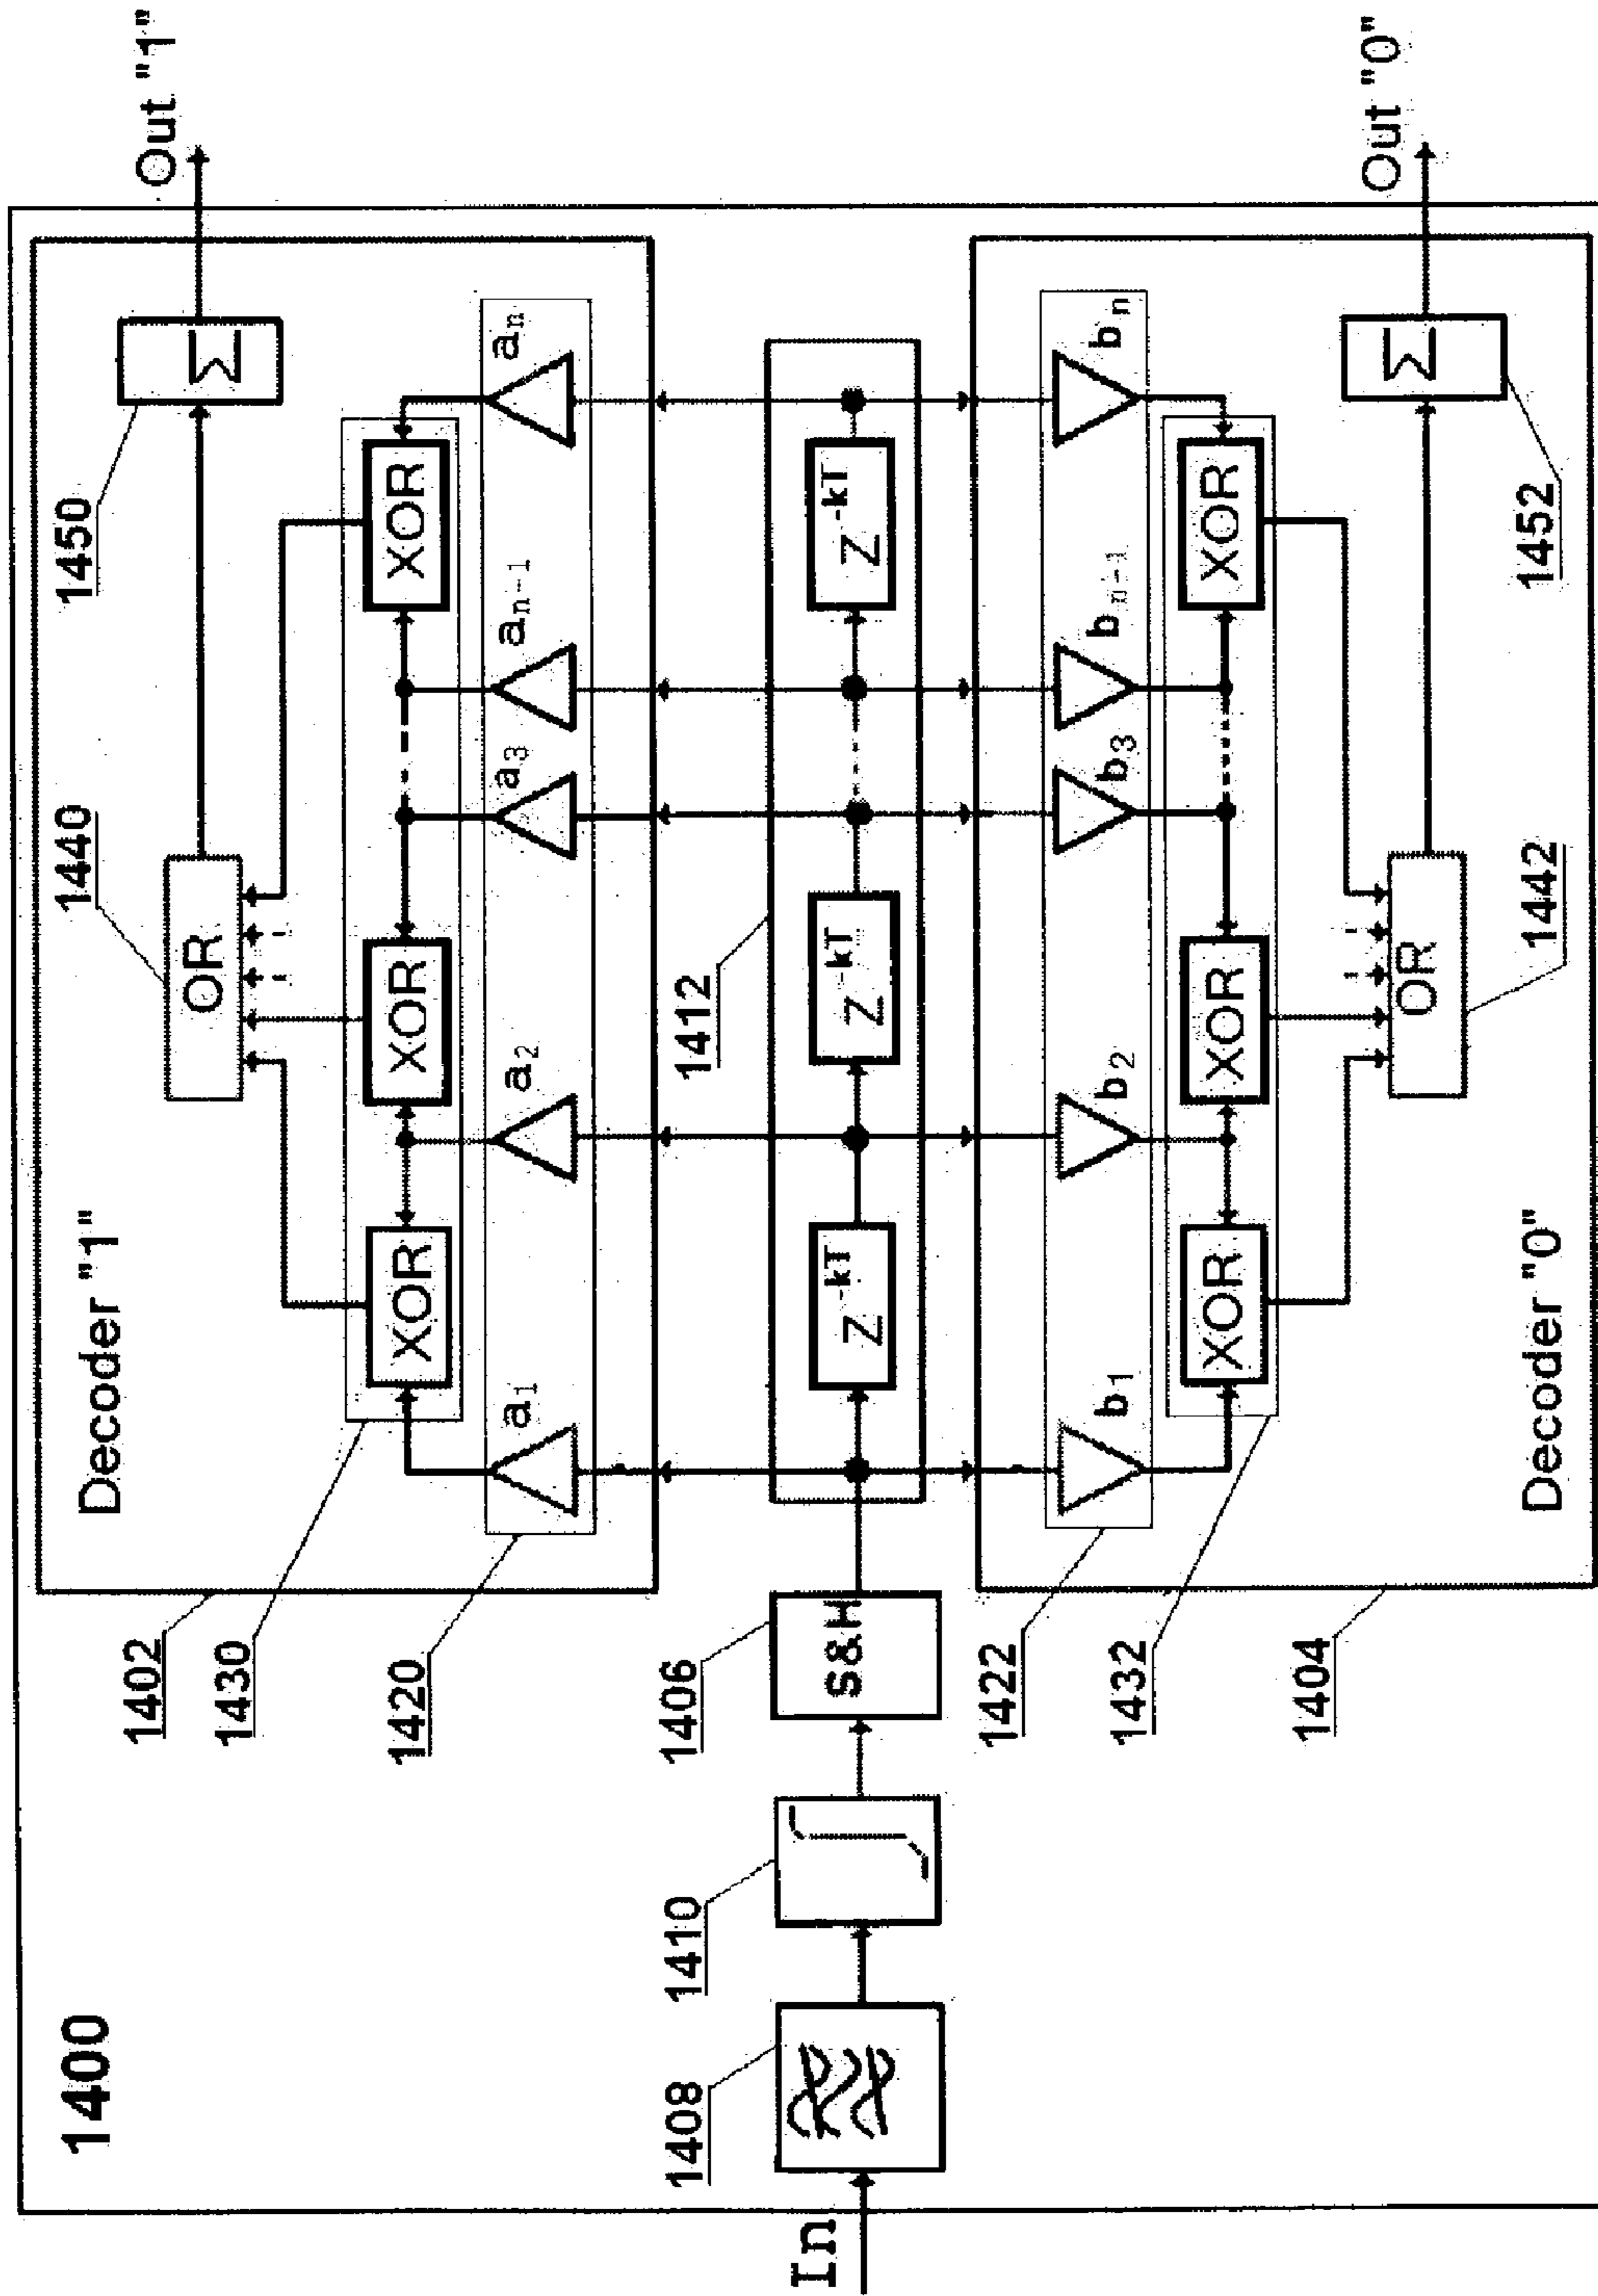 1400
Decoder "1"
1440
1450
Out "1"
OR
Σ
1402
1430
XOR
XOR
XOR
1420
a1
a2
a3
an-1
an
1412
In
1408
1410
1406
S&H
Z-kT
Z-kT
Z-kT
1422
b1
b2
b3
bn-1
bn
1432
XOR
XOR
XOR
1404
OR
Σ
Out "0"
Decoder "0"
1442
1452